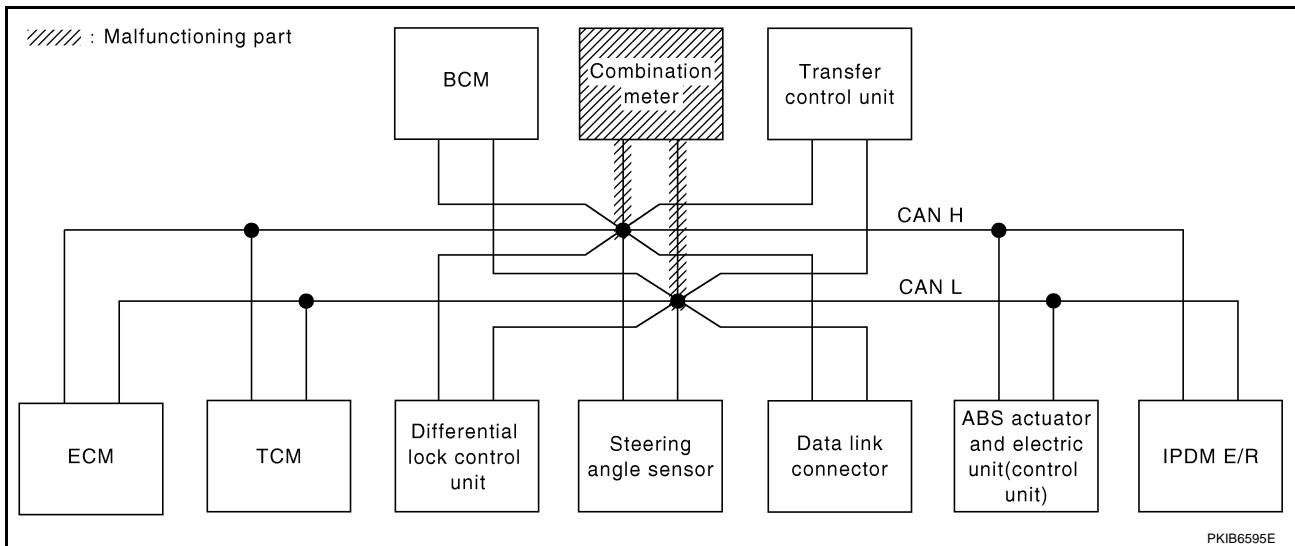 : Malfunctioning part
BCM
Combination
meter
Transfer
control unit
CAN H
CAN L
ECM
TCM
Differential
lock control
unit
Steering
angle sensor
Data link
connector
ABS actuator
and electric
unit(control
unit)
IPDM E/R
PKIB6595E